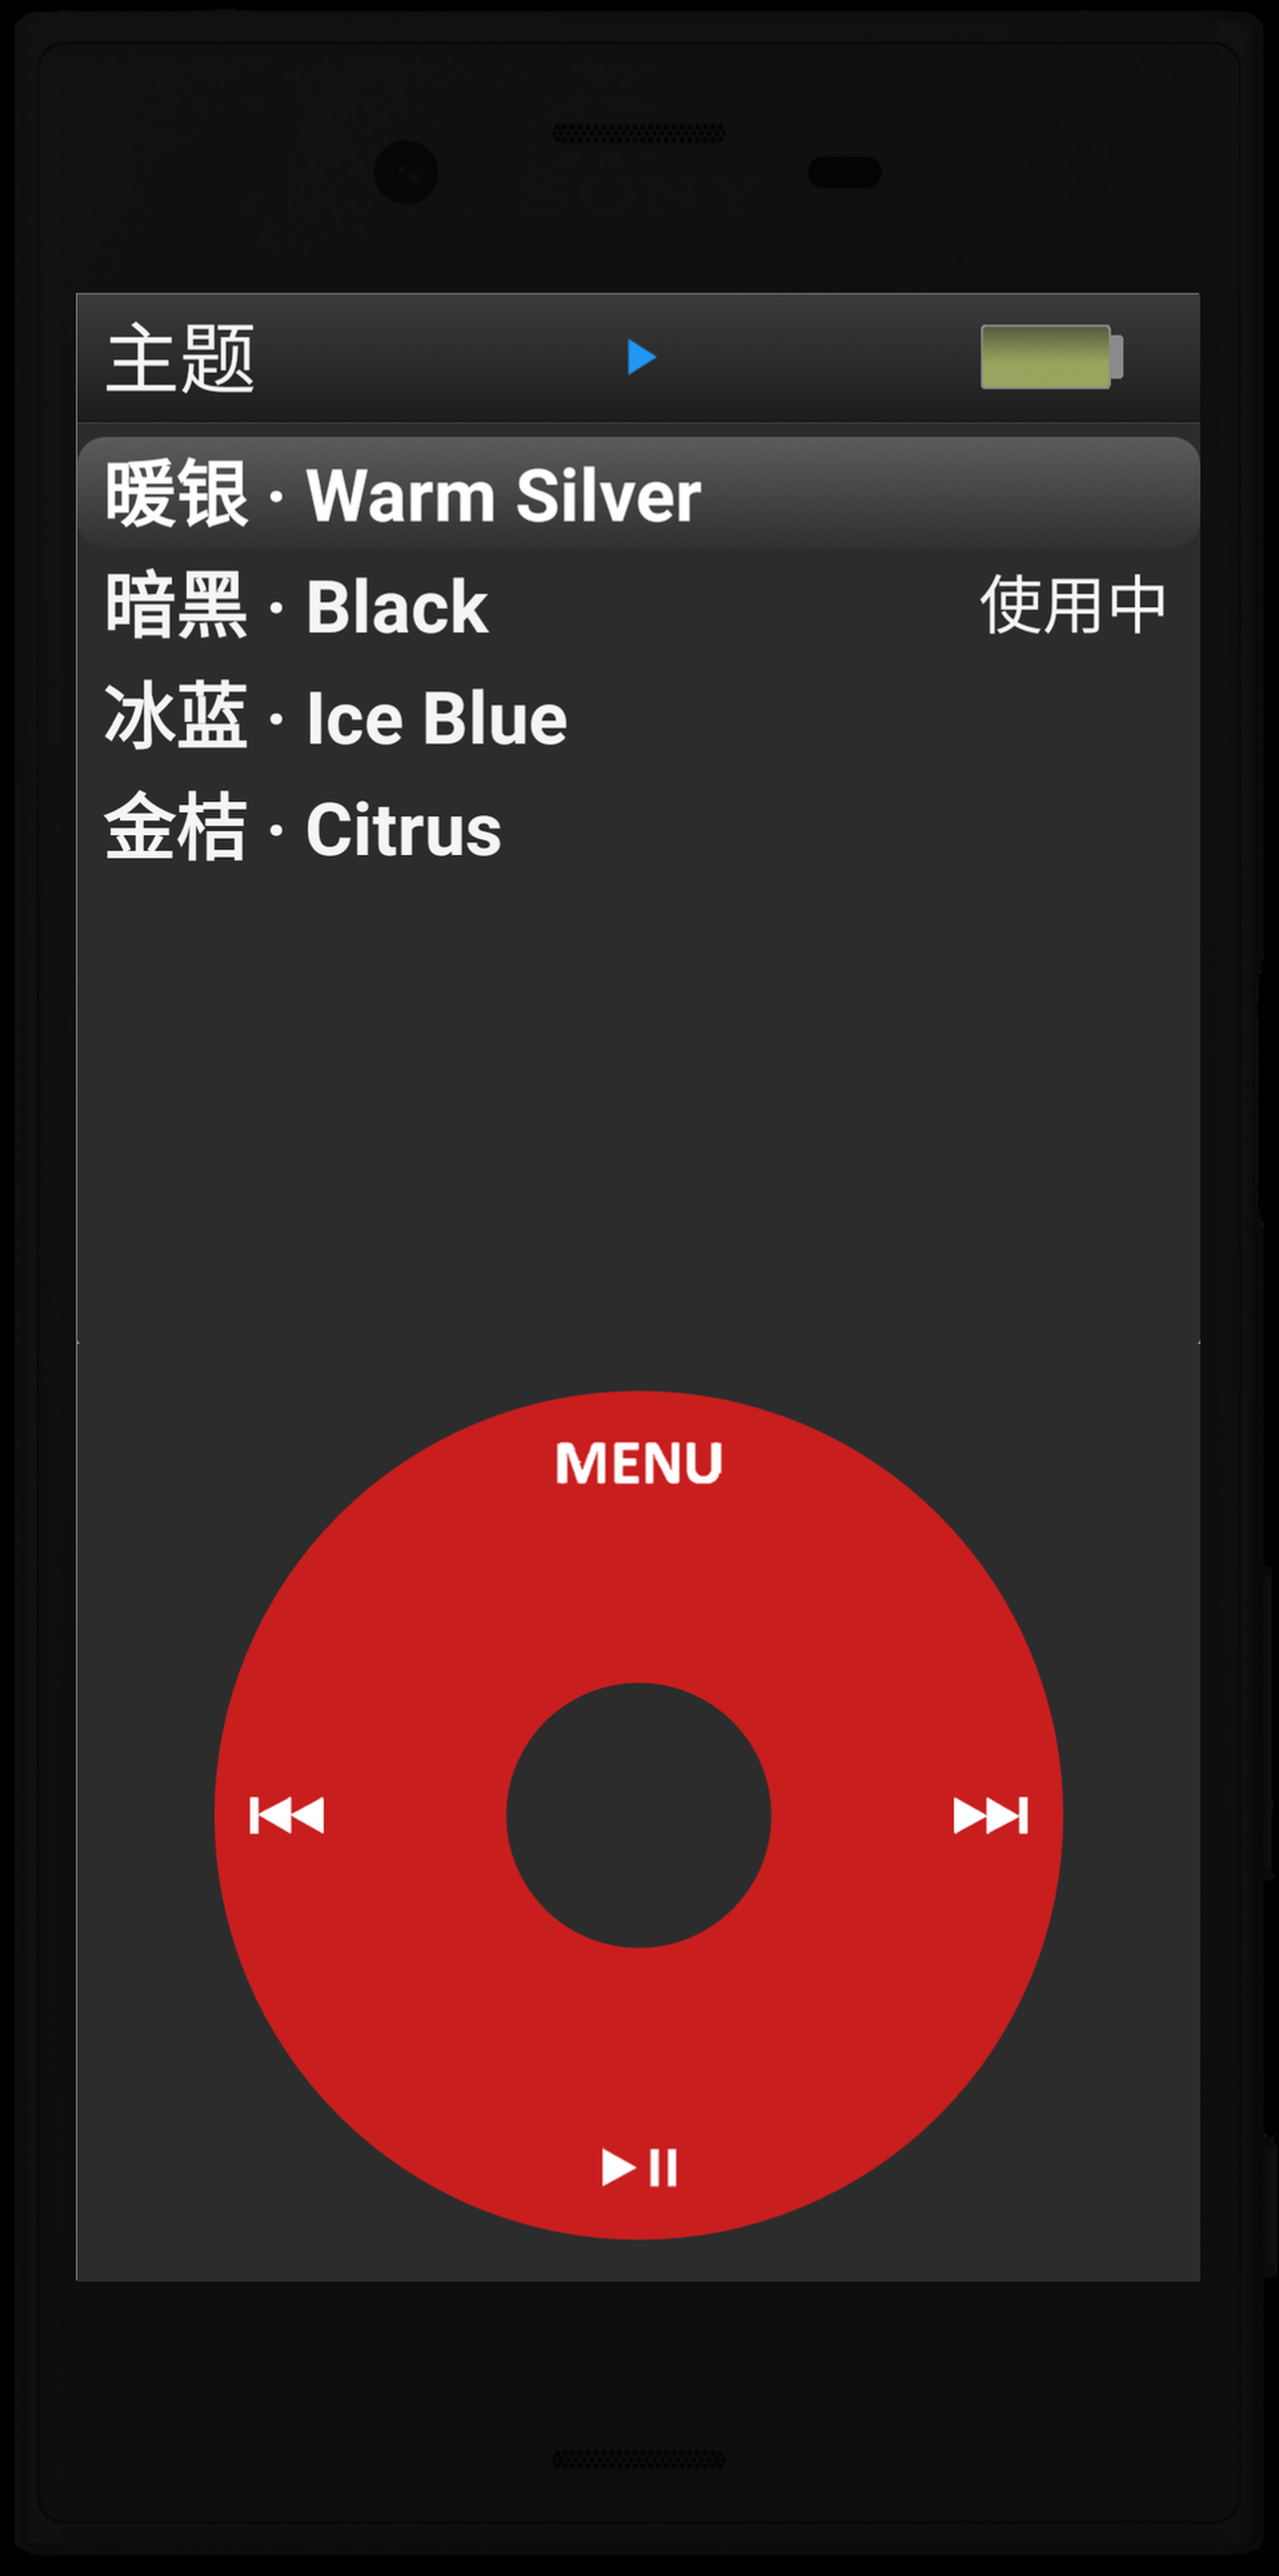 主题
暖银 · Warm Silver
暗黑 · Black 使用中
冰蓝 · Ice Blue
金桔 · Citrus
MENU